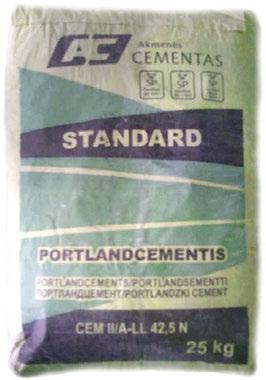 AC Akmenės
CEMENTAS
STANDARD
PORTLANDCEMENTIS
PORTLANDCEMENTS/PORTLANDSEMENTTI
ПОРТЛАНДЦЕМЕНТ/PORTLANDZKI CEMENT
CEM II/A-LL 42,5 N
25 kg